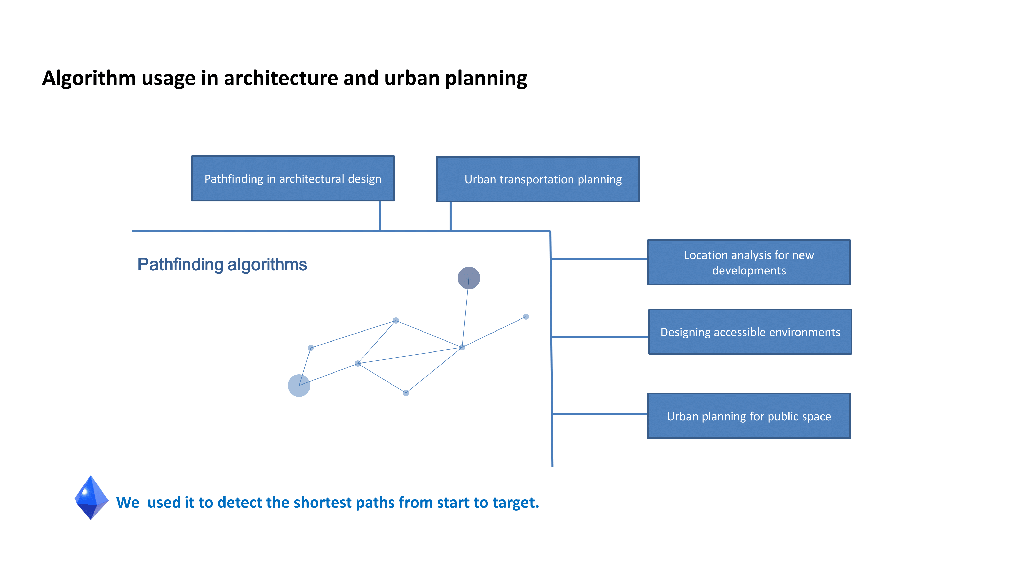 Algorithm usage in architecture and urban planning
Pathfinding in architectural design
Urban transportation planning
Pathfinding algorithms
Location analysis for new
developments
Designing accessible environments
Urban planning for public space
We  used it to detect the shortest paths from start to target.